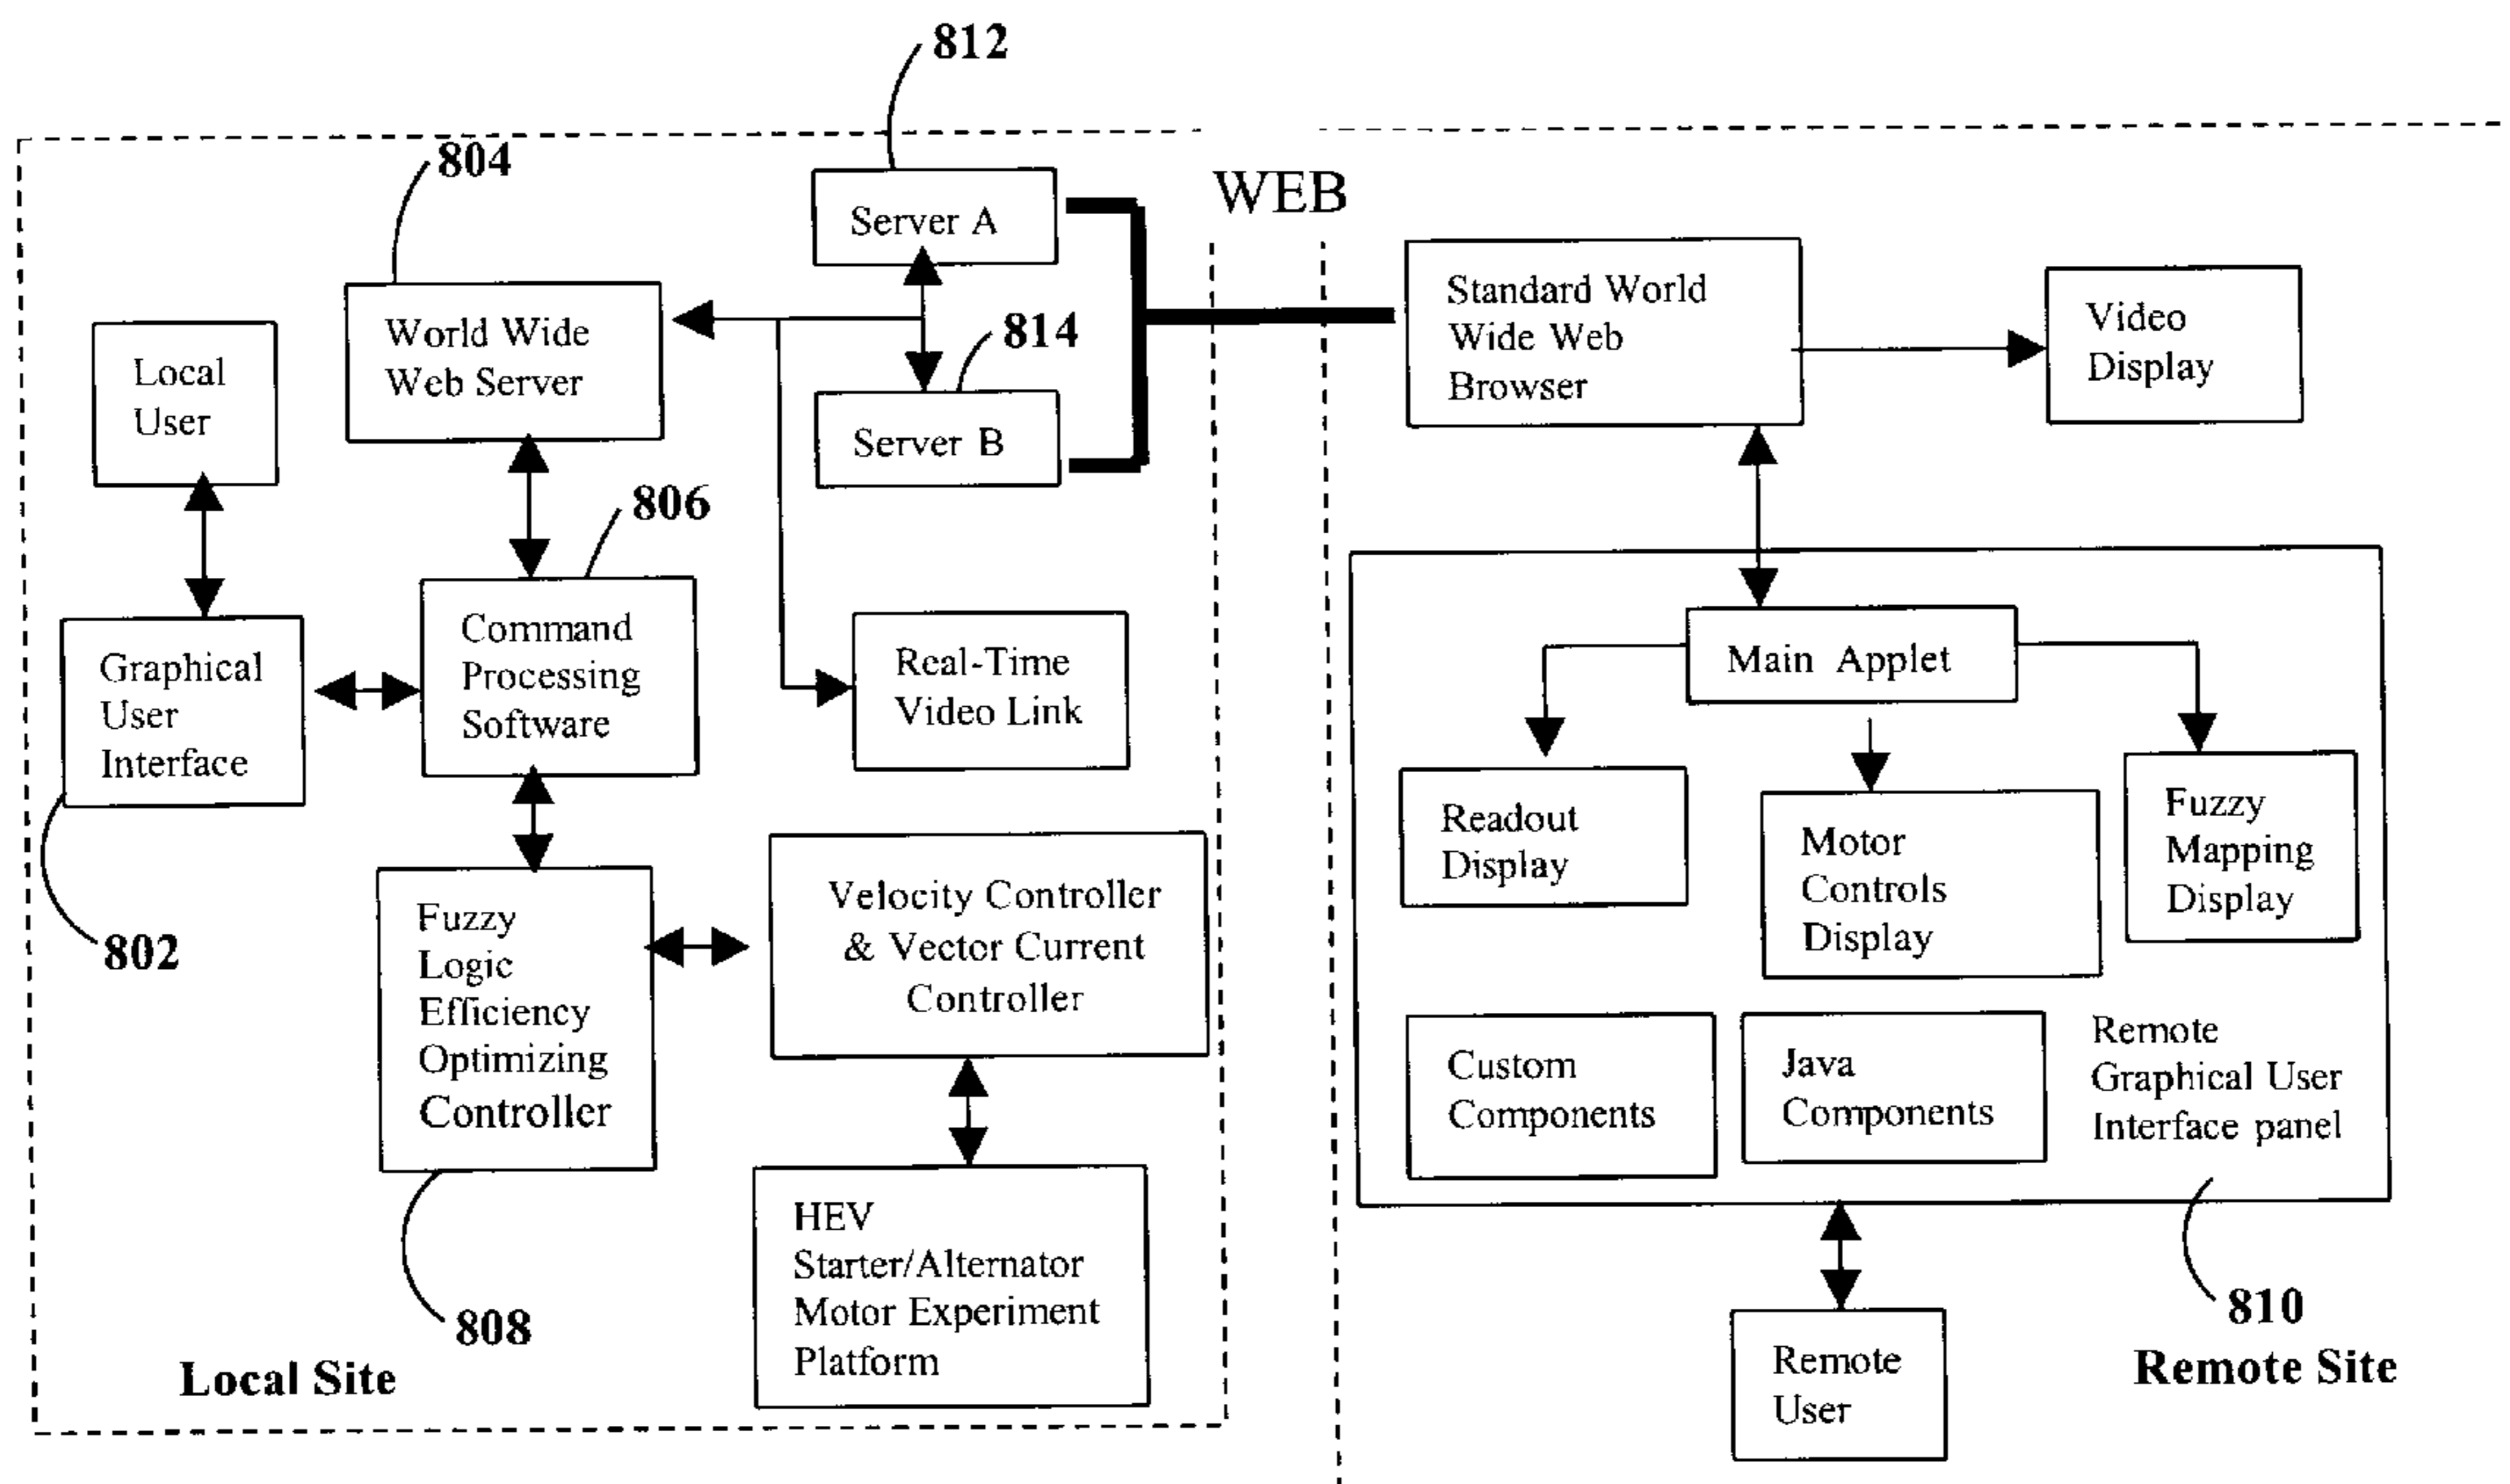 812
804
WEB
Server A
World Wide
Web Server
814
Server B
Local
User
806
Command
Processing
Software
Real-Time
Video Link
Graphical
User
Interface
802
Fuzzy
Logic
Efficiency
Optimizing
Controller
808
Velocity Controller
& Vector Current
Controller
HEV
Starter/Alternator
Motor Experiment
Platform
Local Site
Standard World
Wide Web
Browser
Video
Display
Main Applet
Readout
Display
Motor
Controls
Display
Fuzzy
Mapping
Display
Custom
Components
Java
Components
Remote
Graphical User
Interface panel
810
Remote
User
Remote Site